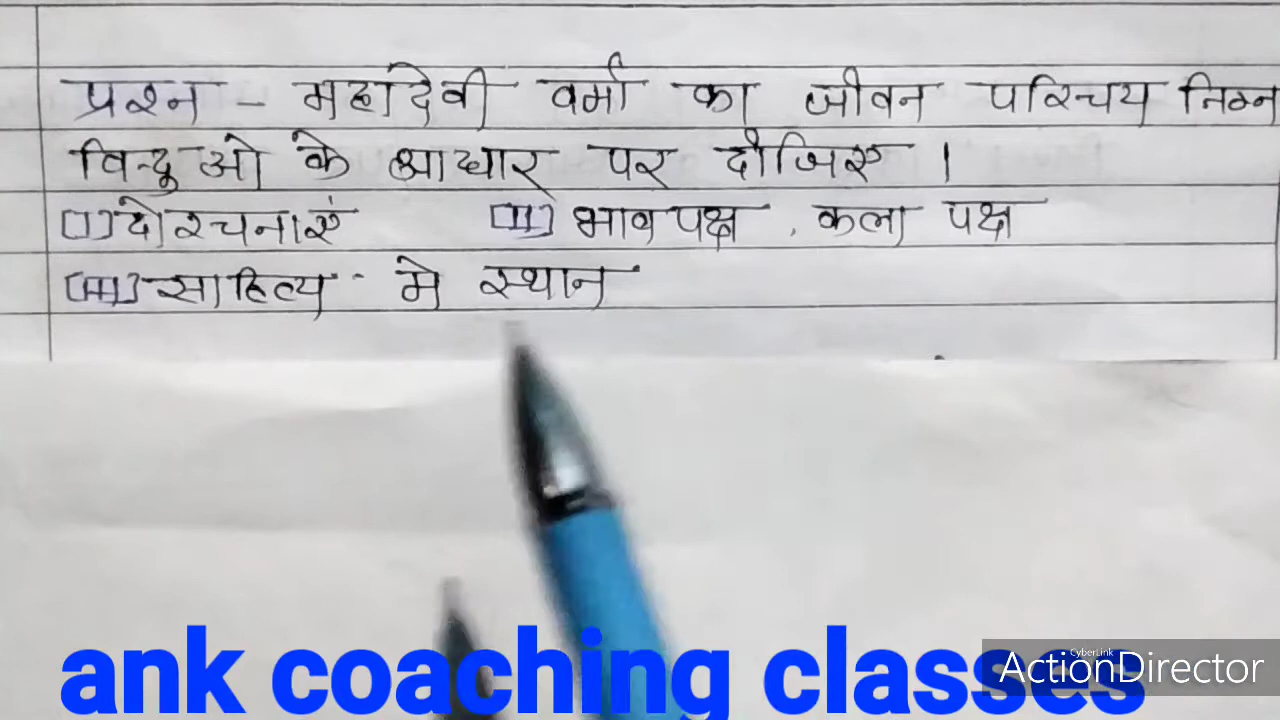 प्रश्न - महादेवी वर्मा का जीवन परिचय निम्न
विन्दुओ के आधार पर दीजिए ।
[I] दो रचनाएं [II] भाव पक्ष , कला पक्ष
[III] साहित्य मे स्थान
ank coaching classes
CyberLink
ActionDirector